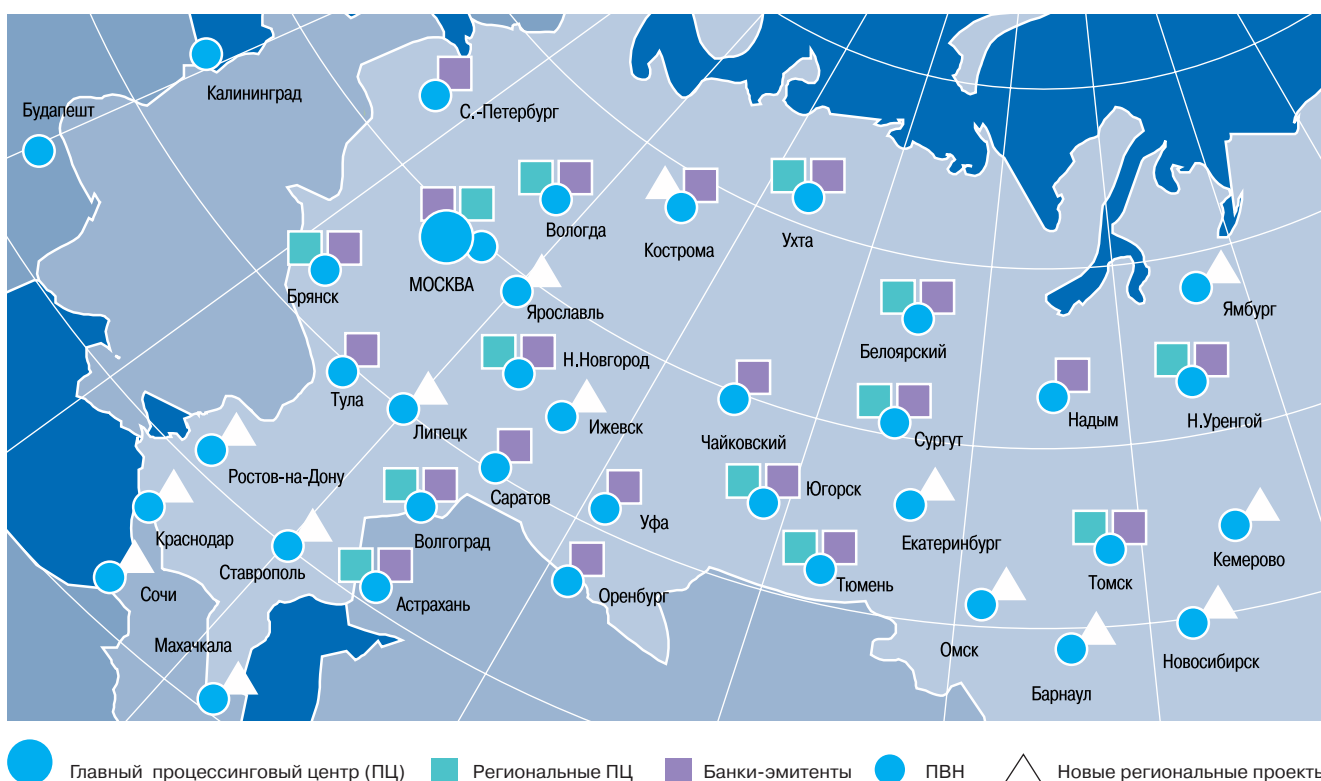 Калининград
Будапешт
С.-Петербург
Вологда
Кострома
Ухта
МОСКВА
Брянск
Ярославль
Ямбург
Белоярский
Н.Новгород
Тула
Липецк
Ижевск
Чайковский
Сургут
Надым
Н.Уренгой
Ростов-на-Дону
Саратов
Югорск
Краснодар
Волгоград
Уфа
Екатеринбург
Кемерово
Ставрополь
Сочи
Астрахань
Оренбург
Тюмень
Томск
Махачкала
Омск
Новосибирск
Барнаул
Главный процессинговый центр (ПЦ) Региональные ПЦ Банки-эмитенты ПВН Новые региональные проекты